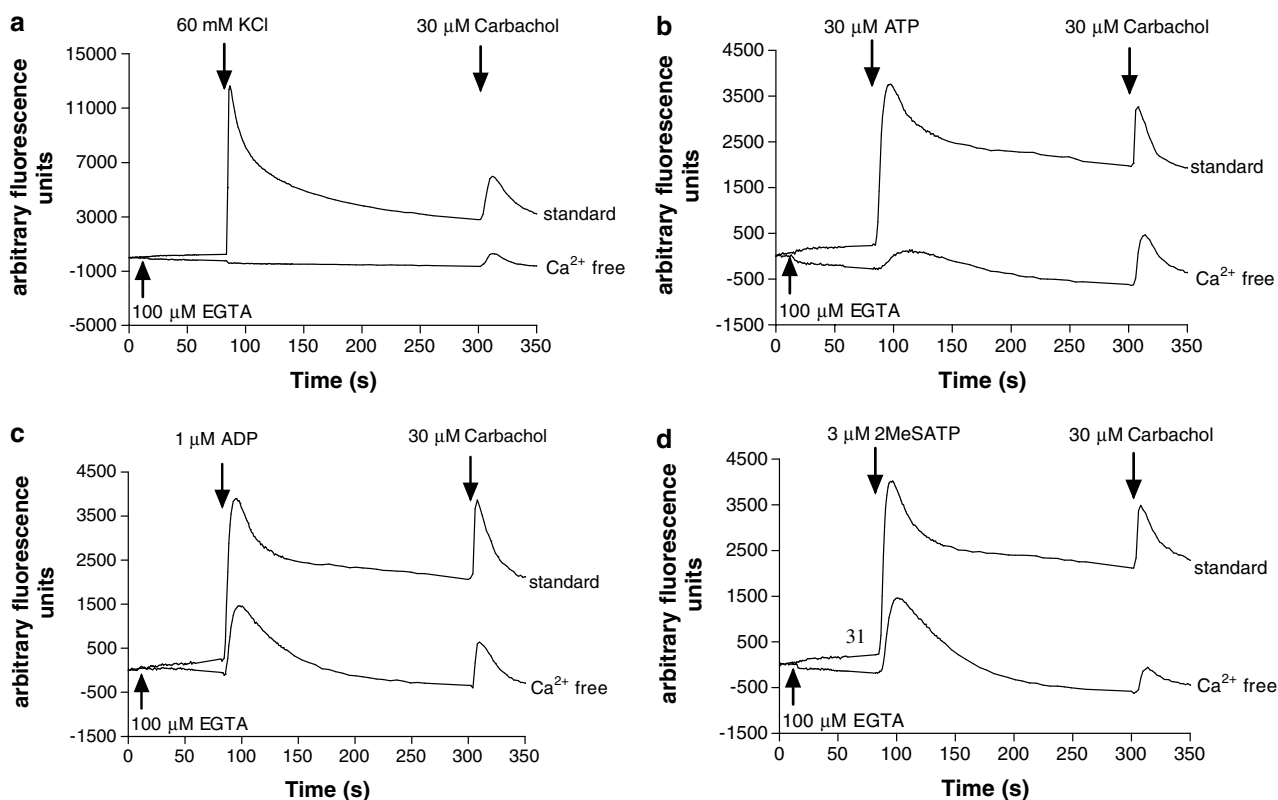 a
60 mM KCl
30 µM Carbachol
arbitrary fluorescence
units
15000
11000
7000
3000
-1000
-5000
standard
Ca²⁺ free
100 µM EGTA
0 50 100 150 200 250 300 350
Time (s)
b
30 µM ATP
30 µM Carbachol
arbitrary fluorescence
units
4500
3500
2500
1500
500
-500
-1500
standard
Ca²⁺ free
100 µM EGTA
0 50 100 150 200 250 300 350
Time (s)
c
1 µM ADP
30 µM Carbachol
arbitrary fluorescence
units
4500
3500
2500
1500
500
-500
-1500
standard
Ca²⁺ free
100 µM EGTA
0 50 100 150 200 250 300 350
Time (s)
d
3 µM 2MeSATP
30 µM Carbachol
arbitrary fluorescence
units
4500
3500
2500
1500
500
-500
-1500
31
standard
Ca²⁺ free
100 µM EGTA
0 50 100 150 200 250 300 350
Time (s)